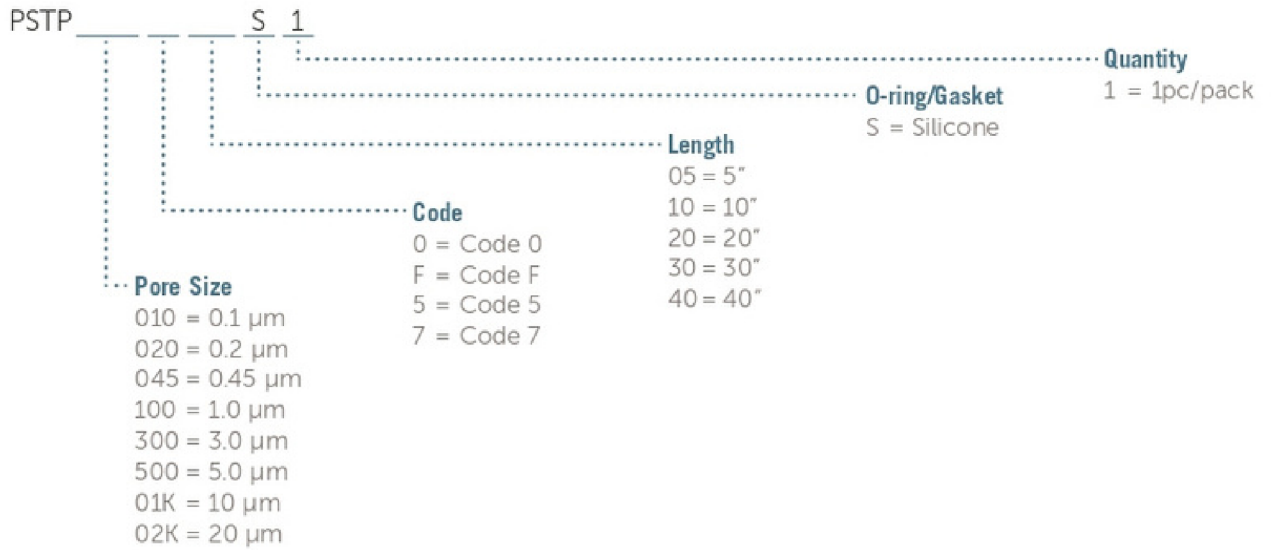 PSTP___ _ __ S 1
Quantity
1 = 1pc/pack
O-ring/Gasket
S = Silicone
Length
05 = 5″
10 = 10″
20 = 20″
30 = 30″
40 = 40″
Code
0 = Code 0
F = Code F
5 = Code 5
7 = Code 7
Pore Size
010 = 0.1 µm
020 = 0.2 µm
045 = 0.45 µm
100 = 1.0 µm
300 = 3.0 µm
500 = 5.0 µm
01K = 10 µm
02K = 20 µm